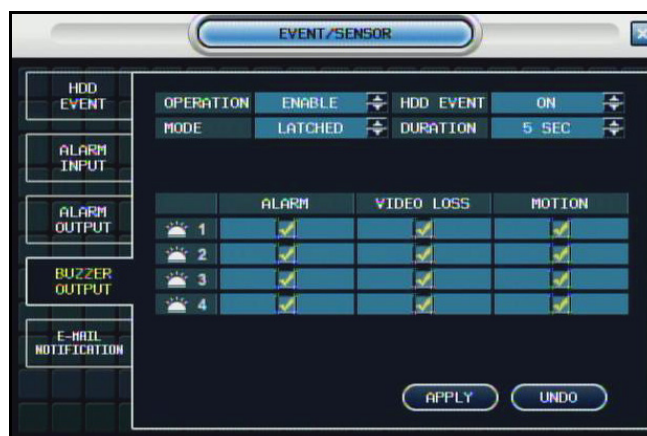 EVENT/SENSOR
HDD
EVENT
ALARM
INPUT
ALARM
OUTPUT
BUZZER
OUTPUT
E-MAIL
NOTIFICATION
OPERATION ENABLE HDD EVENT ON
MODE LATCHED DURATION 5 SEC
ALARM VIDEO LOSS MOTION
1
2
3
4
APPLY UNDO